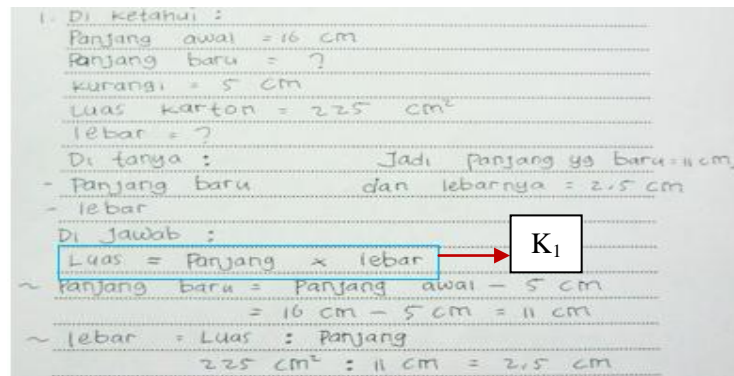 1. Di ketahui :
Panjang awal = 16 cm
Panjang baru = ?
kurangi = 5 cm
Luas karton = 225 cm²
lebar = ?
Di tanya :
- Panjang baru
- lebar
Jadi panjang yg baru = 11 cm
dan lebarnya = 2,5 cm
Di Jawab :
Luas = Panjang × lebar
K₁
~ Panjang baru = Panjang awal – 5 cm
= 16 cm – 5 cm = 11 cm
~ lebar = Luas : Panjang
225 cm² : 11 cm = 2,5 cm